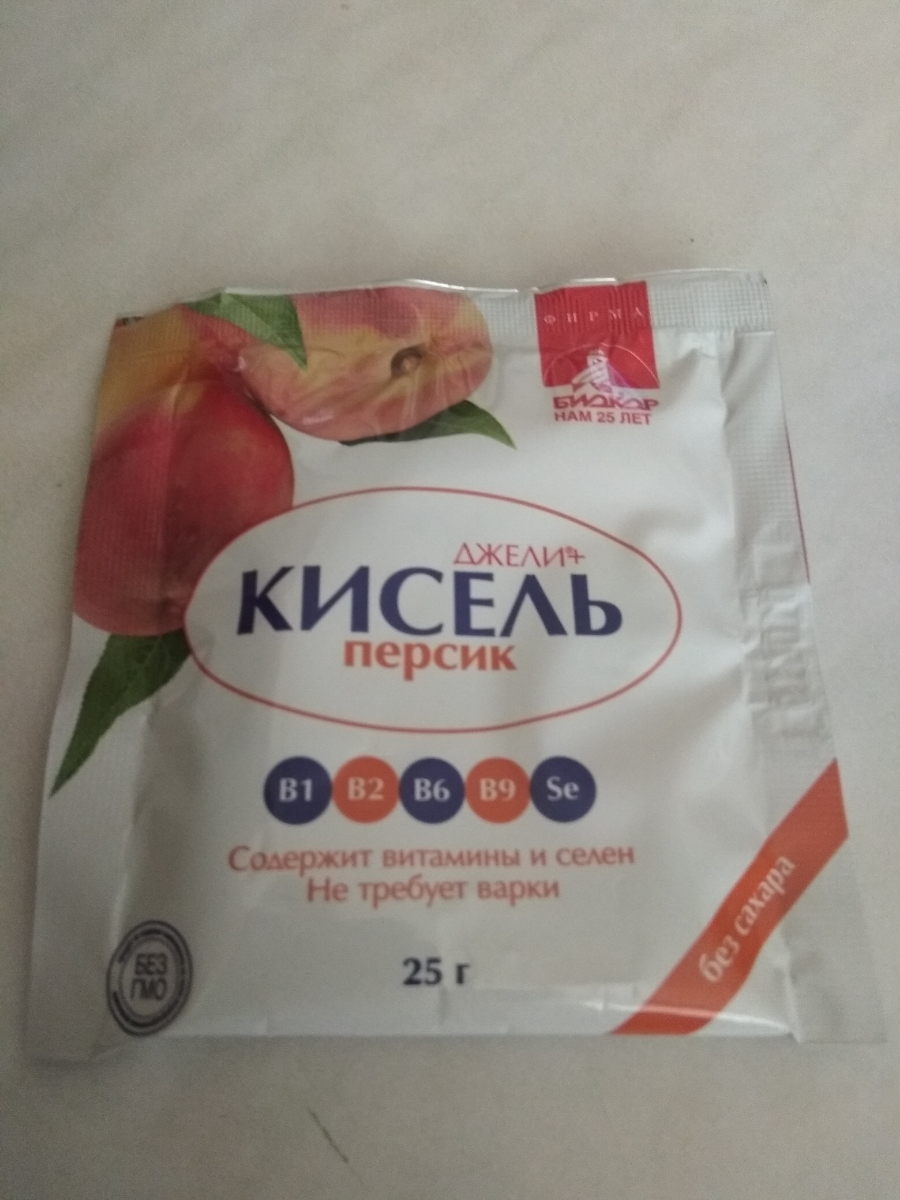 ФИРМА
БИОКОР
НАМ 25 ЛЕТ
ДЖЕЛИ®+
КИСЕЛЬ
персик
B1 B2 B6 B9 Se
Содержит витамины и селен
Не требует варки
без сахара
БЕЗ
ГМО
25 г